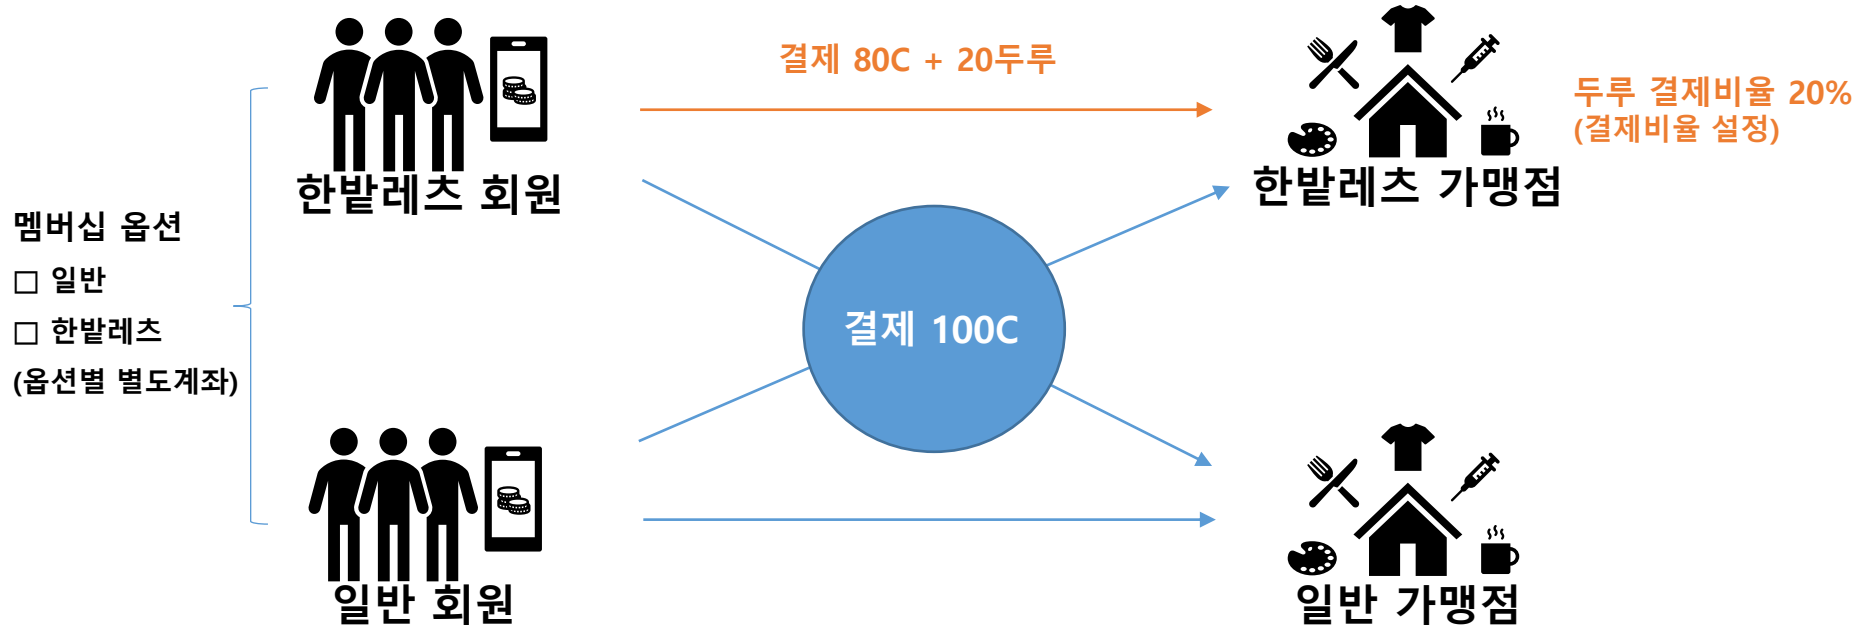 결제 80C + 20두루
두루 결제비율 20%
(결제비율 설정)
한밭레츠 회원
한밭레츠 가맹점
멤버십 옵션
□ 일반
□ 한밭레츠
(옵션별 별도계좌)
결제 100C
일반 회원
일반 가맹점